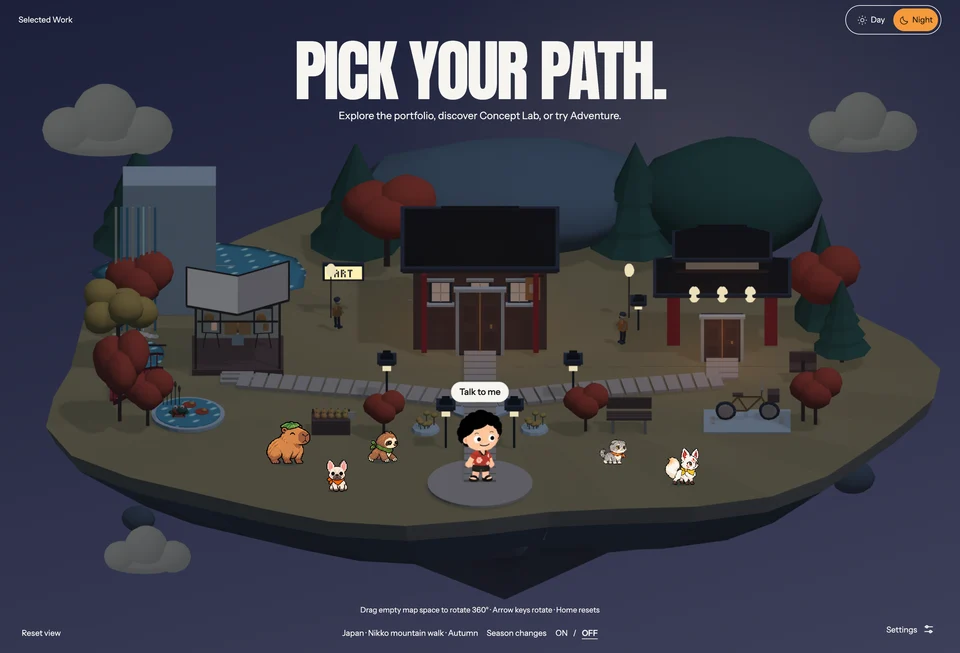 Selected Work
Day
Night
PICK YOUR PATH.
Explore the portfolio, discover Concept Lab, or try Adventure.
ART
Talk to me
Drag empty map space to rotate 360° · Arrow keys rotate · Home resets
Reset view
Japan · Nikko mountain walk · Autumn Season changes ON / OFF
Settings